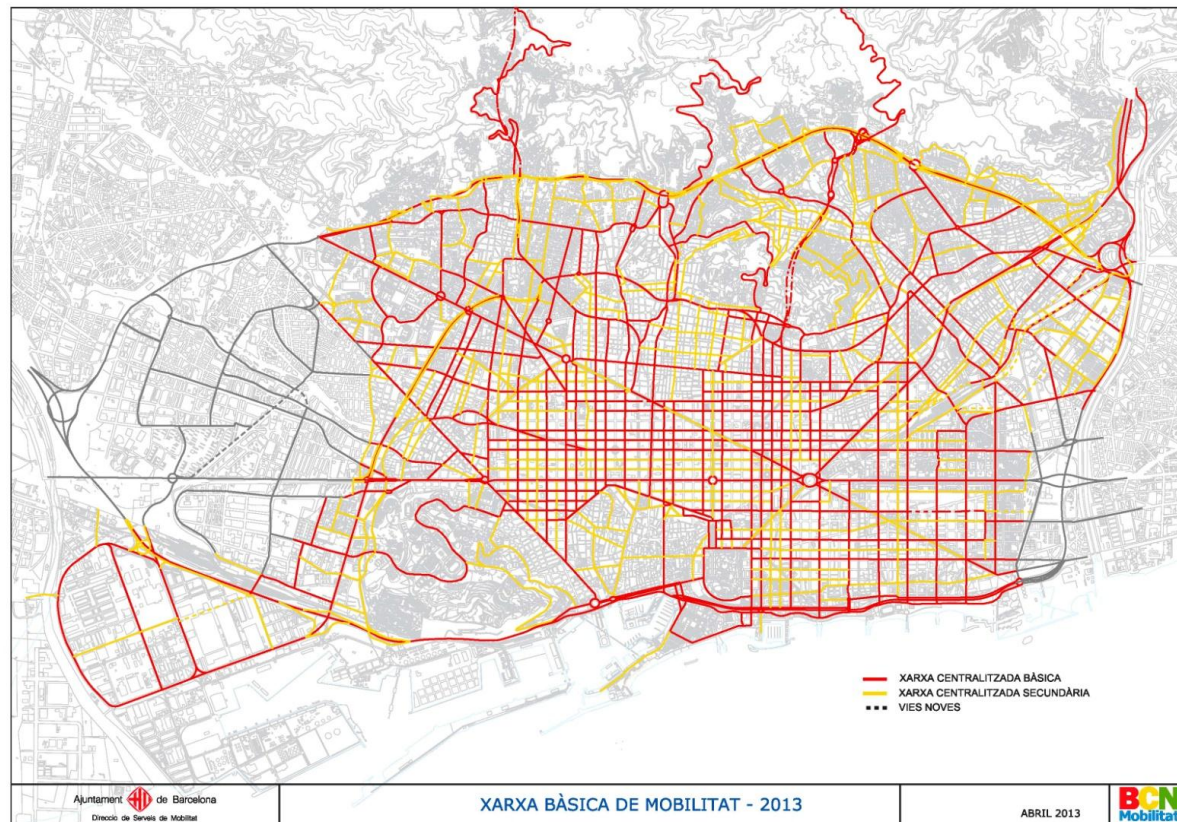 XARXA CENTRALITZADA BÀSICA
XARXA CENTRALITZADA SECUNDÀRIA
VIES NOVES
Ajuntament de Barcelona
Direcció de Serveis de Mobilitat
XARXA BÀSICA DE MOBILITAT - 2013
ABRIL 2013
BCN
Mobilitat